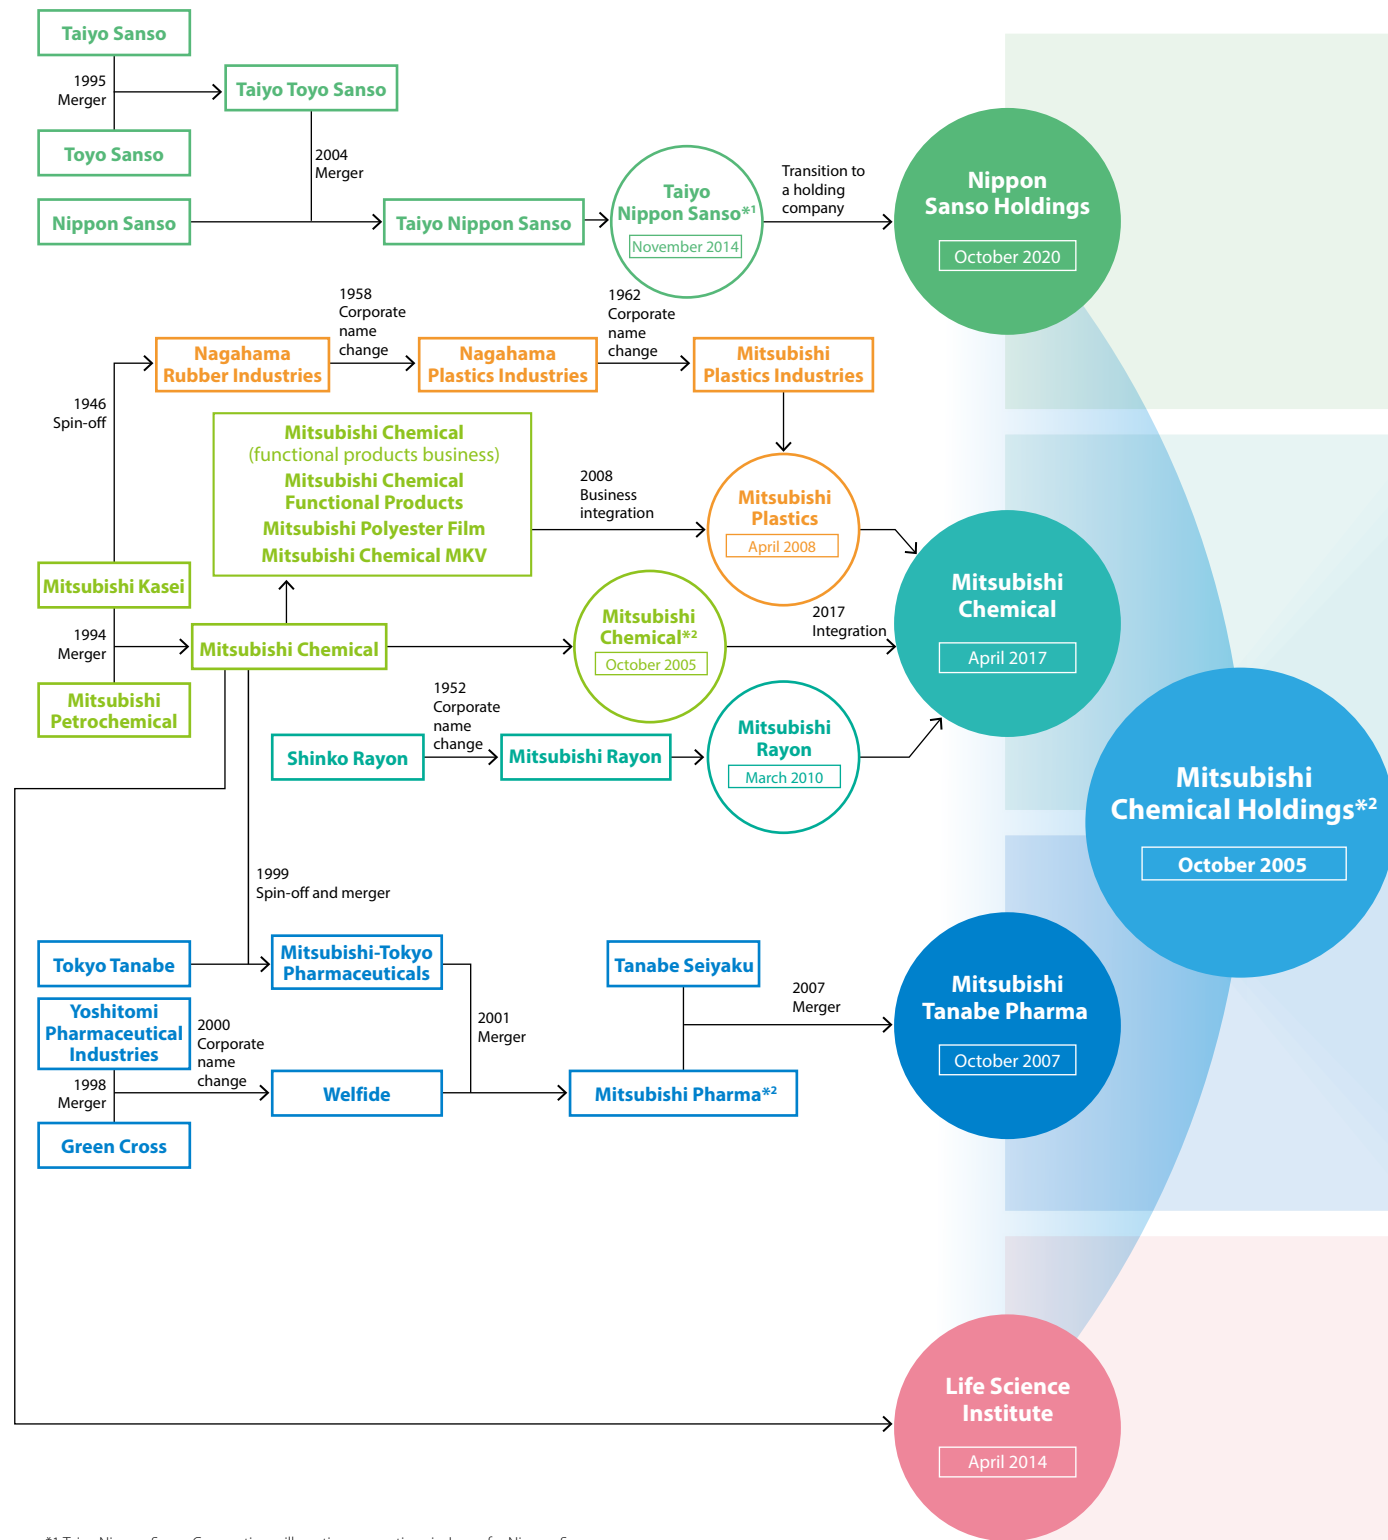 Taiyo Sanso
1995
Merger
Taiyo Toyo Sanso
Toyo Sanso
2004
Merger
Nippon Sanso
Taiyo Nippon Sanso
Taiyo
Nippon Sanso*1
November 2014
Transition to
a holding
company
Nippon
Sanso Holdings
October 2020
1946
Spin-off
Nagahama
Rubber Industries
1958
Corporate
name
change
Nagahama
Plastics Industries
1962
Corporate
name
change
Mitsubishi
Plastics Industries
Mitsubishi Chemical
(functional products business)
Mitsubishi Chemical
Functional Products
Mitsubishi Polyester Film
Mitsubishi Chemical MKV
2008
Business
integration
Mitsubishi
Plastics
April 2008
Mitsubishi Kasei
1994
Merger
Mitsubishi
Petrochemical
Mitsubishi Chemical
Mitsubishi
Chemical*2
October 2005
2017
Integration
Mitsubishi
Chemical
April 2017
Shinko Rayon
1952
Corporate
name
change
Mitsubishi Rayon
Mitsubishi
Rayon
March 2010
Mitsubishi
Chemical Holdings*2
October 2005
1999
Spin-off and merger
Tokyo Tanabe
Mitsubishi-Tokyo
Pharmaceuticals
Yoshitomi
Pharmaceutical
Industries
1998
Merger
Green Cross
2000
Corporate
name
change
Welfide
2001
Merger
Tanabe Seiyaku
Mitsubishi Pharma*2
2007
Merger
Mitsubishi
Tanabe Pharma
October 2007
Life Science
Institute
April 2014